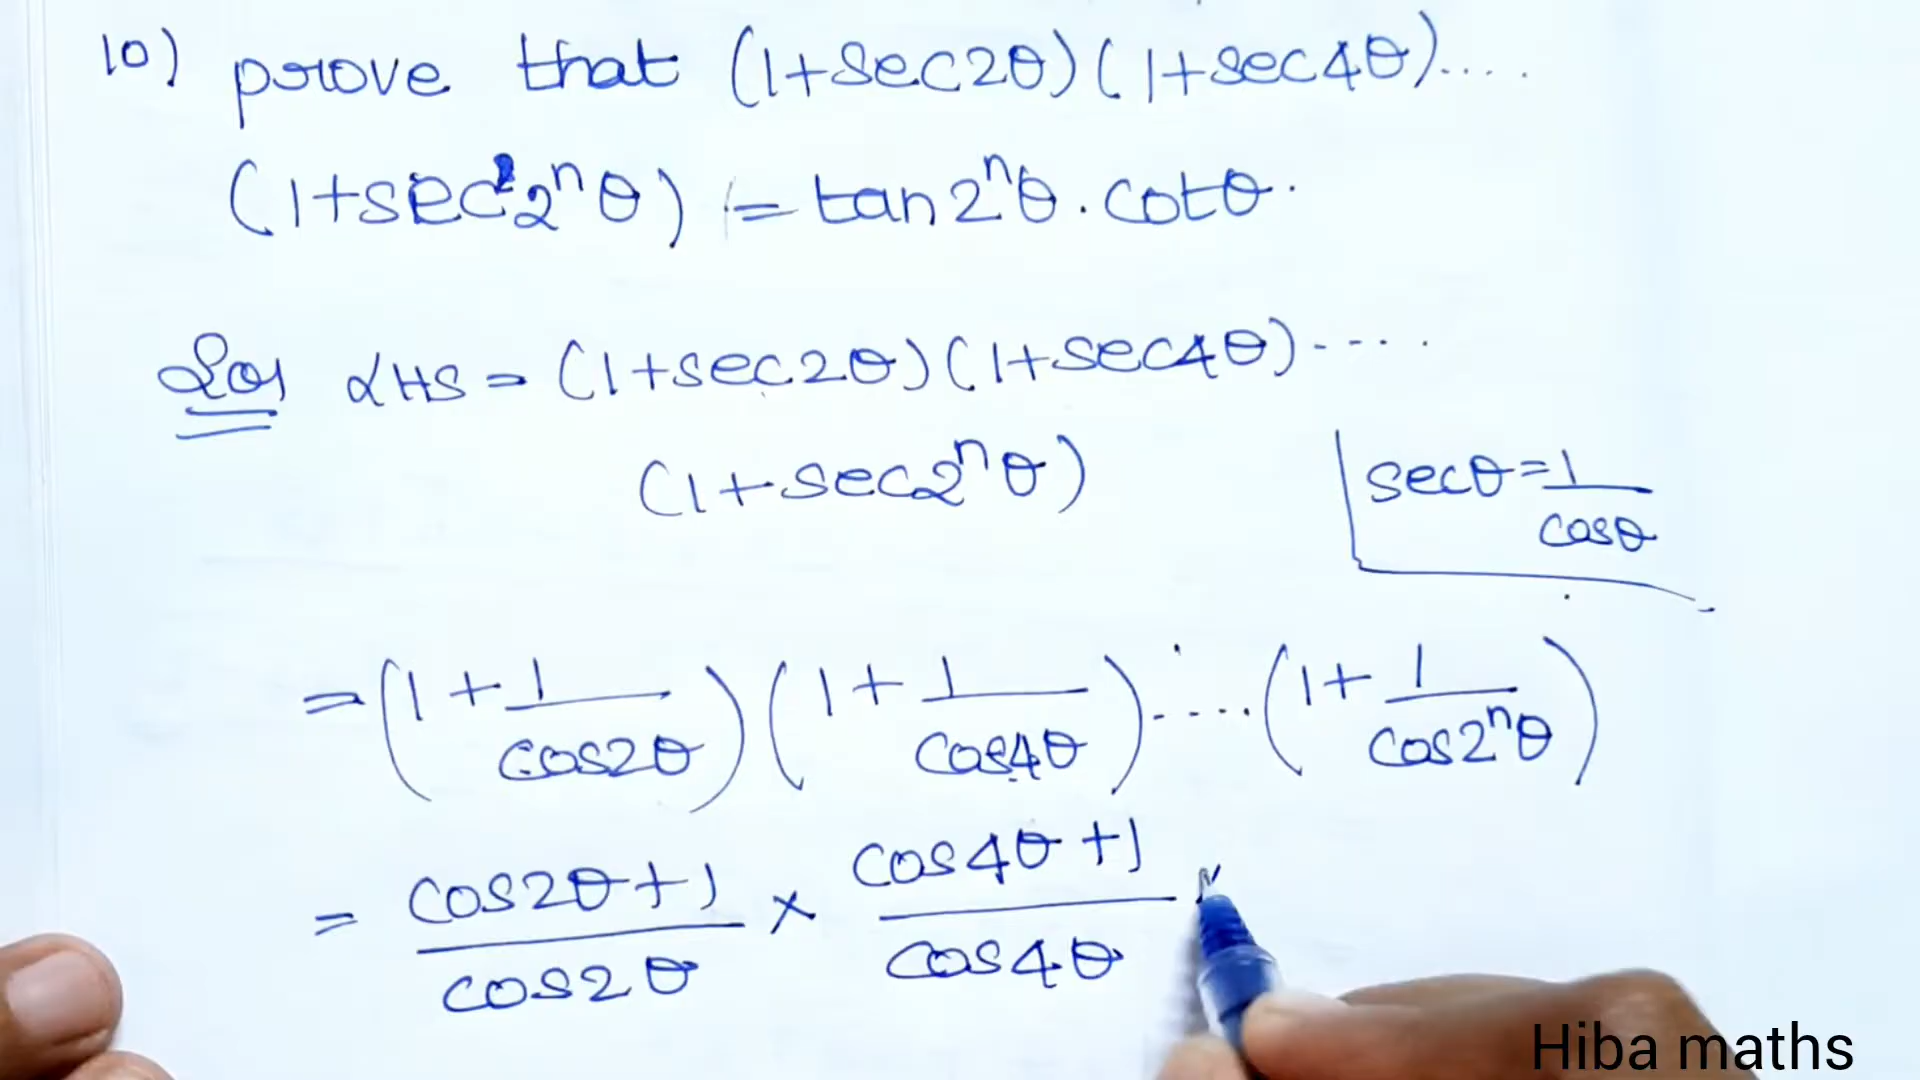 10) prove that (1+sec2θ)(1+sec4θ)....
(1+sec2ⁿθ) = tan2ⁿθ.cotθ.
Sol LHS = (1+sec2θ)(1+sec4θ)-....
(1+sec2ⁿθ)
secθ=1/cosθ
=(1+1/cos2θ)(1+1/cos4θ).....(1+1/cos2ⁿθ)
= cos2θ+1/cos2θ × cos4θ+1/cos4θ
Hiba maths